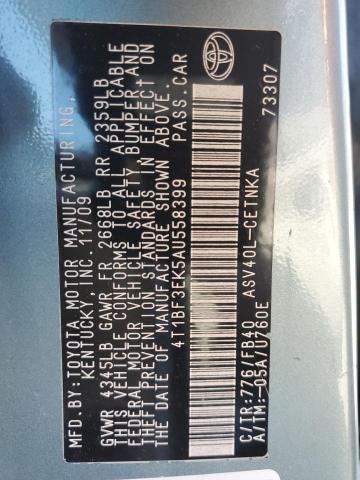 MFD.BY:TOYOTA MOTOR MANUFACTURING,
KENTUCKY, INC. 11/09
GVWR 4345LB GAWR FR 2668LB RR 2359LB
THIS VEHICLE CONFORMS TO ALL APPLICABLE
FEDERAL MOTOR VEHICLE SAFETY, BUMPER, AND
THEFT PREVENTION STANDARDS IN EFFECT ON
THE DATE OF MANUFACTURE SHOWN ABOVE.
4T1BF3EK5AU558399 PASS.CAR
C/TR:776/FB40 ASV40L-CETNKA 73307
A/TM:-05A/U760E